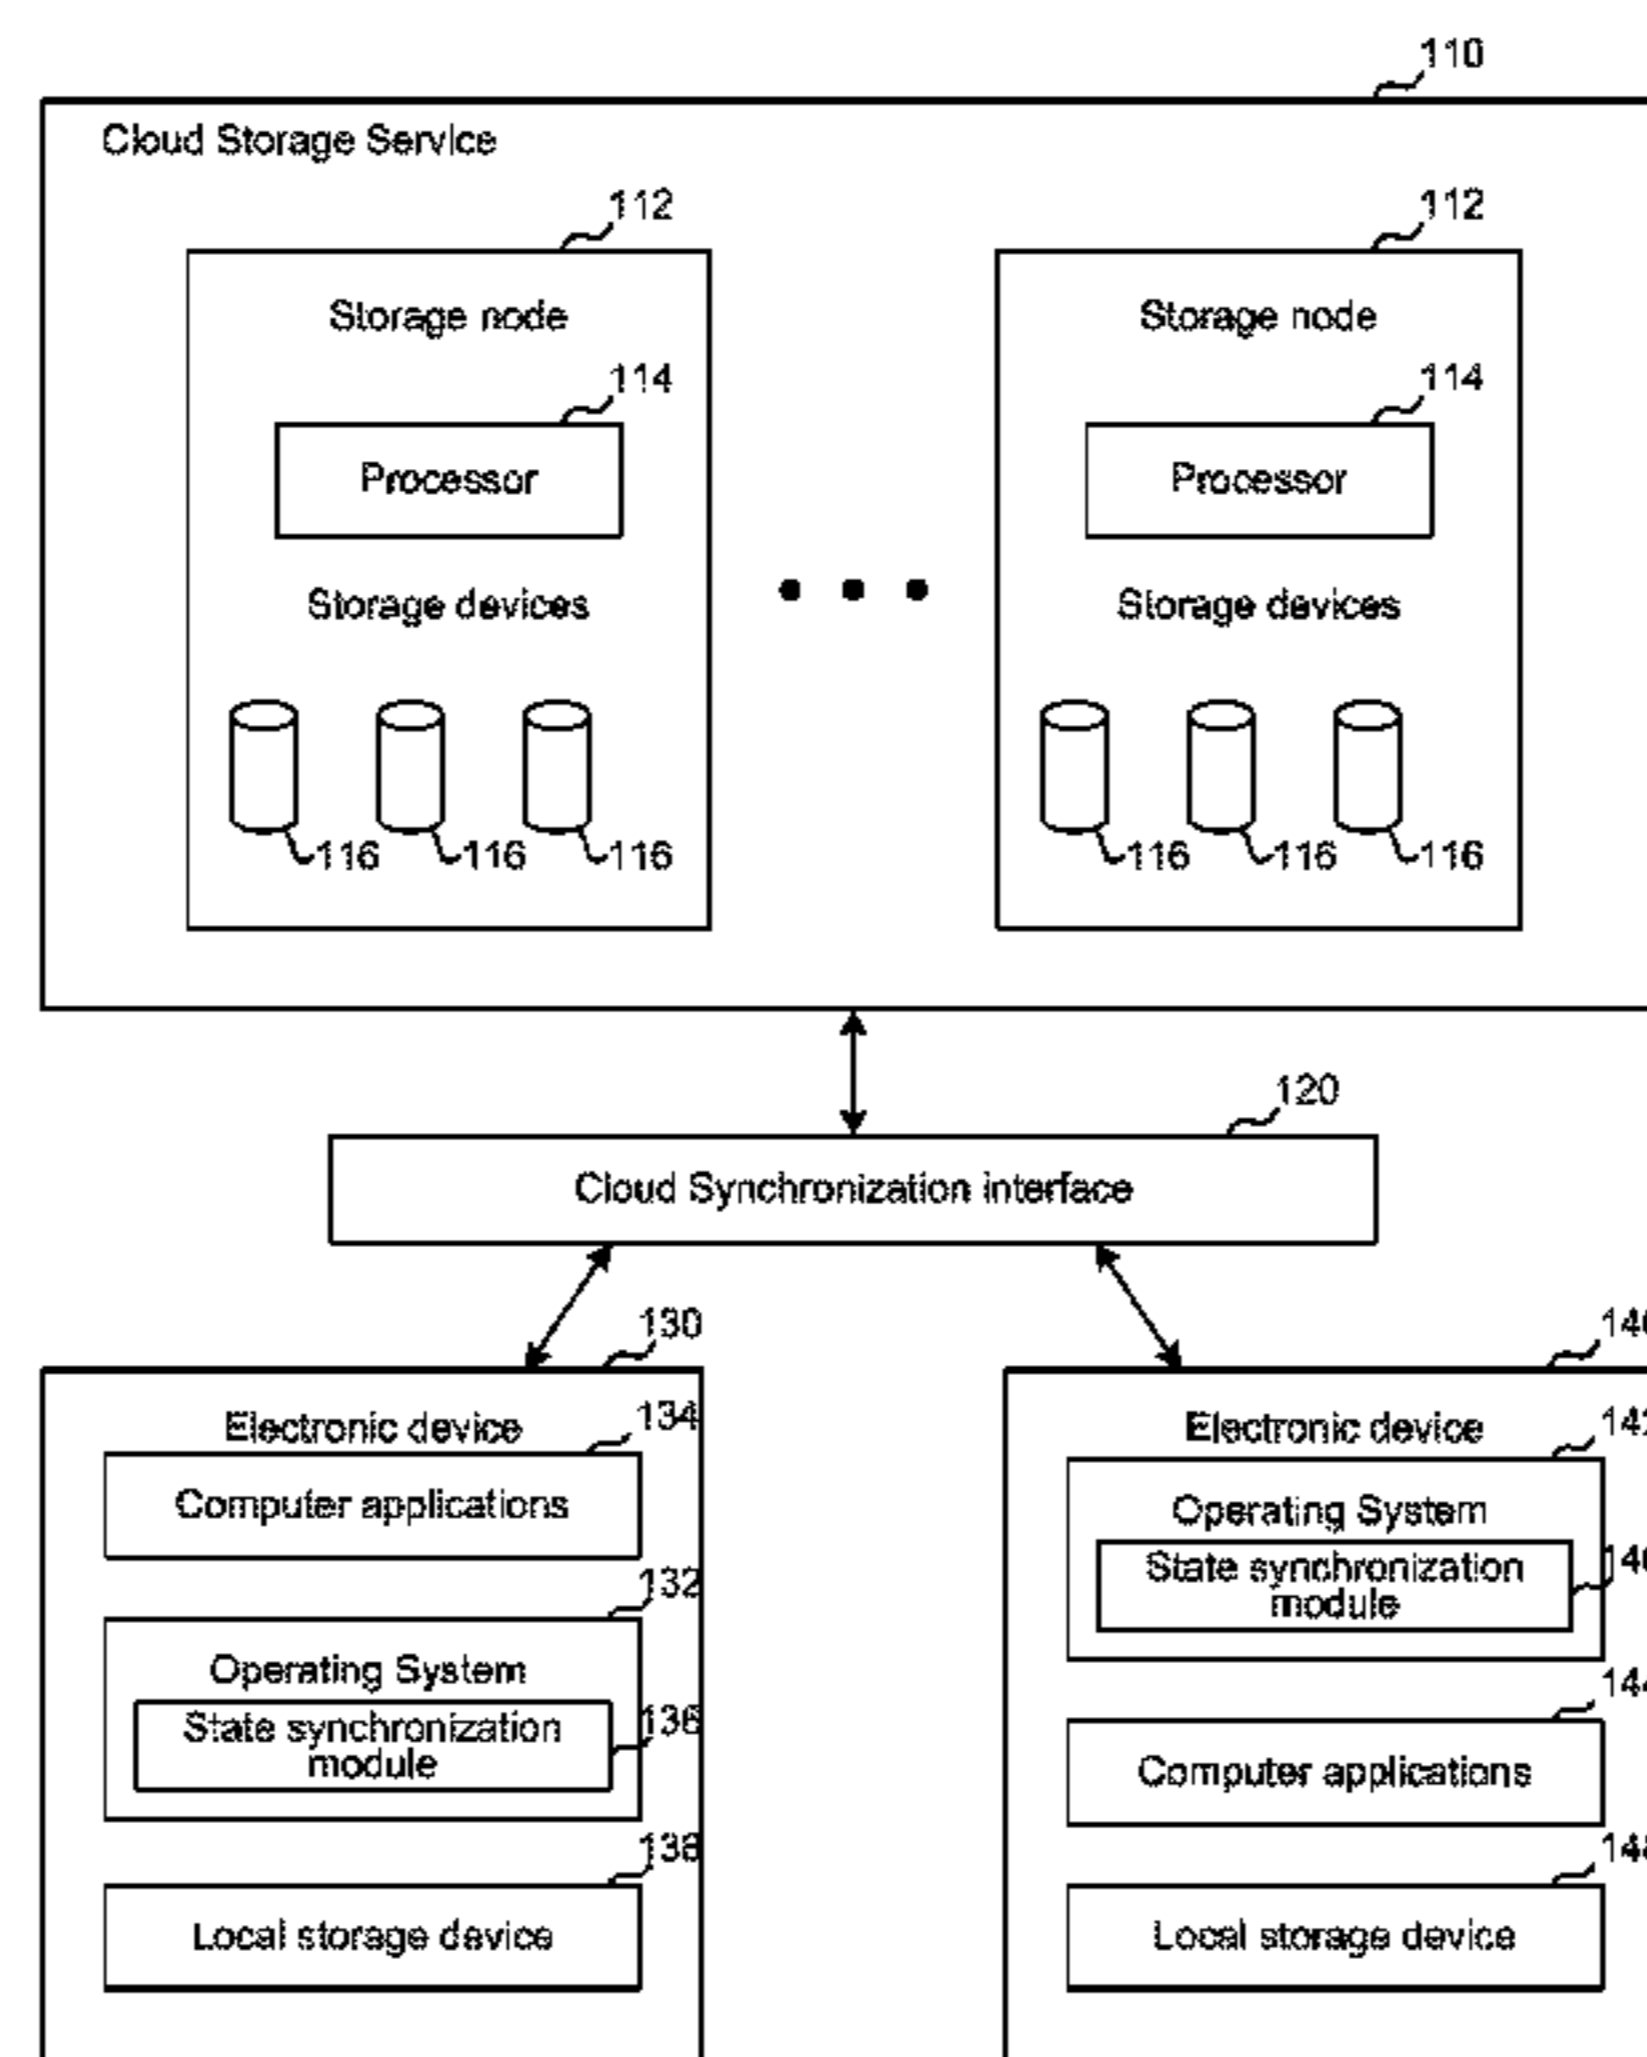 110
Cloud Storage Service
112
112
Storage node
Storage node
114
114
Processor
Processor
Storage devices
Storage devices
116 116 116
116 116 116
120
Cloud Synchronization interface
130
Electronic device
134
Computer applications
132
Operating System
State synchronization
module
136
138
Local storage device
Electronic device
Operating System
State synchronization
module
Computer applications
Local storage device